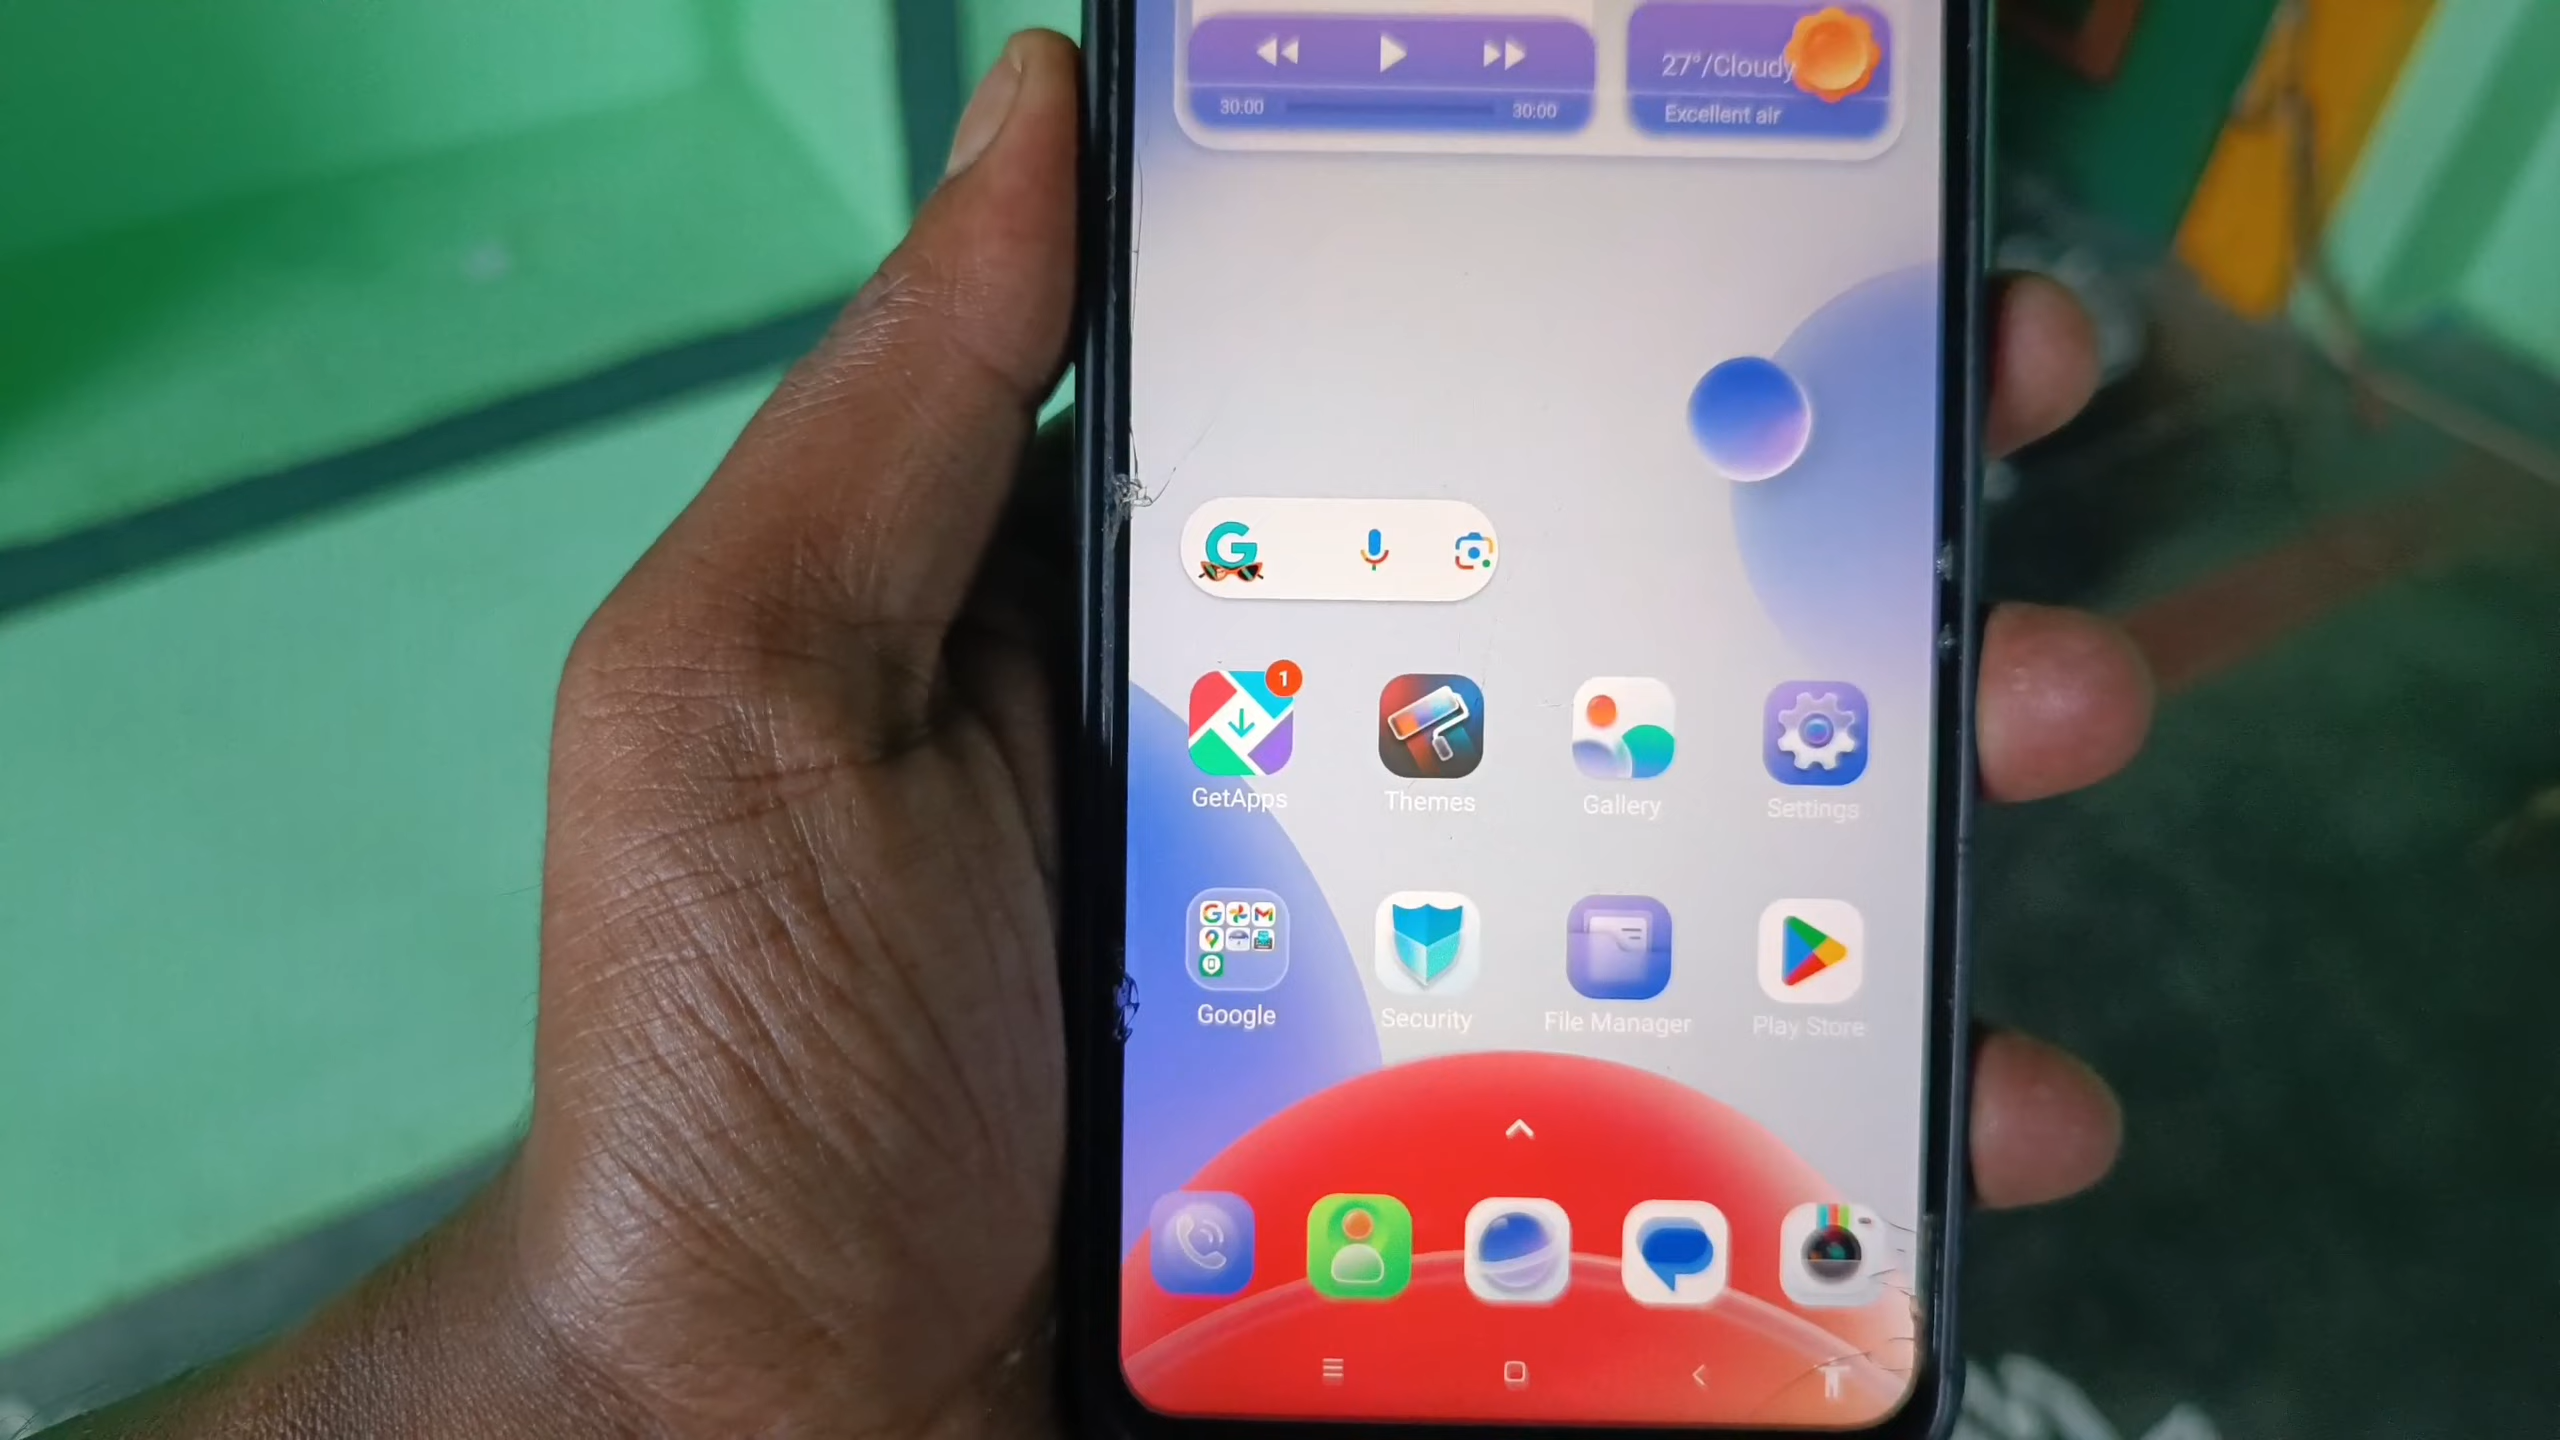 30:00
30:00
27°/Cloudy
Excellent air
G
1
GetApps
Themes
Gallery
Settings
Google
Security
File Manager
Play Store